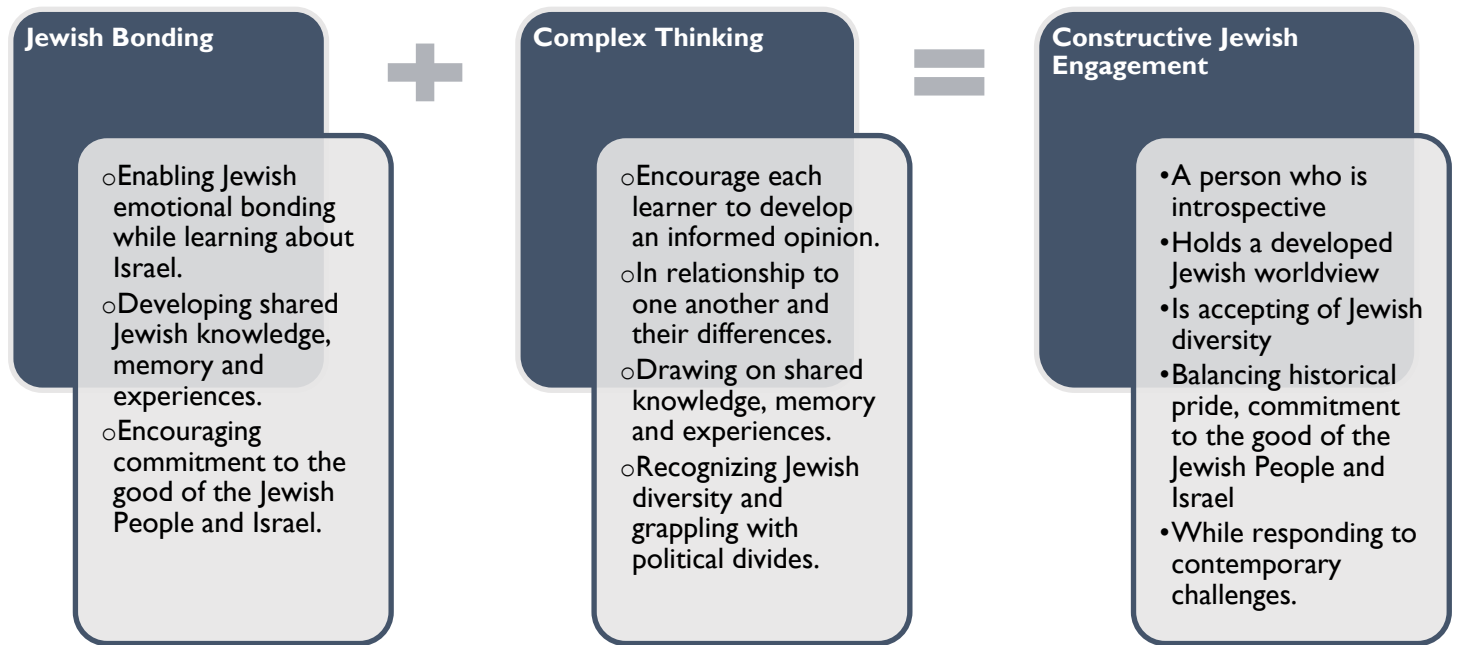 Jewish Bonding
oEnabling Jewish
emotional bonding
while learning about
Israel.
oDeveloping shared
Jewish knowledge,
memory and
experiences.
oEncouraging
commitment to the
good of the Jewish
People and Israel.
+
Complex Thinking
oEncourage each
learner to develop
an informed opinion.
oIn relationship to
one another and
their differences.
oDrawing on shared
knowledge, memory
and experiences.
oRecognizing Jewish
diversity and
grappling with
political divides.
=
Constructive Jewish
Engagement
•A person who is
introspective
•Holds a developed
Jewish worldview
•Is accepting of Jewish
diversity
•Balancing historical
pride, commitment
to the good of the
Jewish People and
Israel
•While responding to
contemporary
challenges.